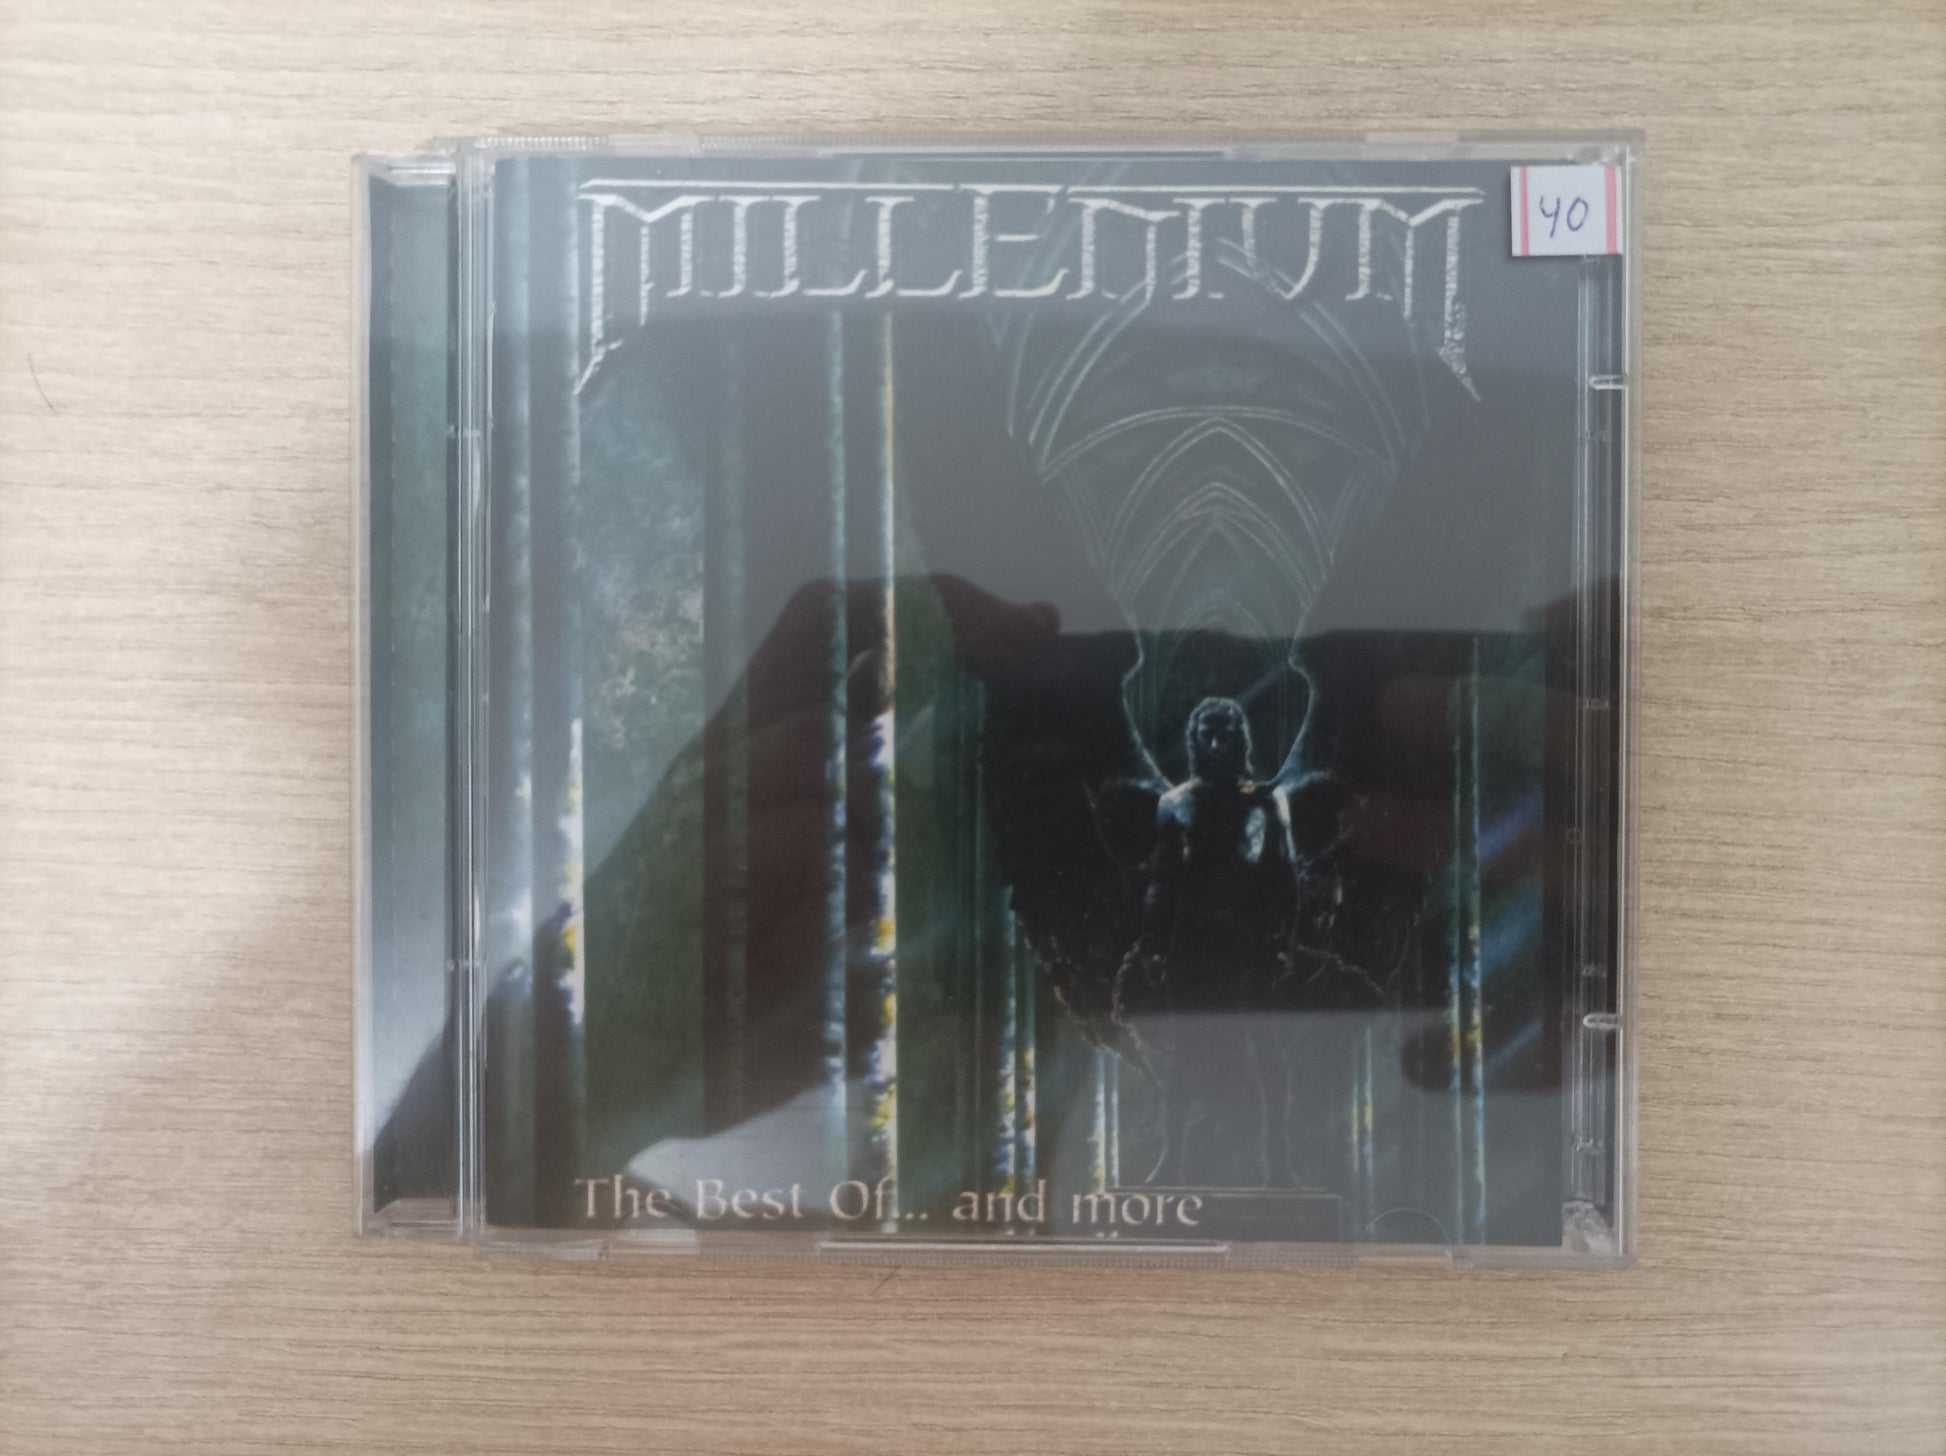 MILLENIUM
40
The Best Of... and more